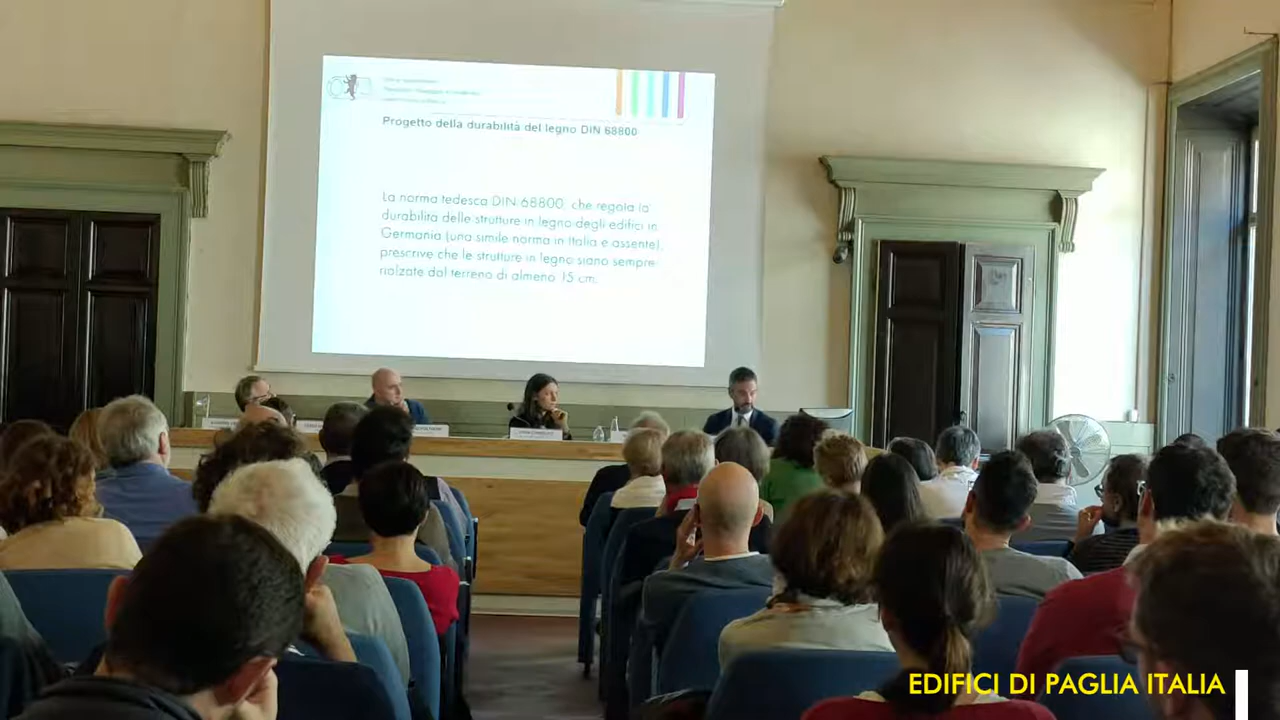 Progetto della durabilità del legno DIN 68800
La norma tedesca DIN 68800, che regola la
durabilità delle strutture in legno degli edifici in
Germania (una simile norma in Italia è assente),
prescrive che le strutture in legno siano sempre
rialzate dal terreno di almeno 15 cm.
EDIFICI DI PAGLIA ITALIA